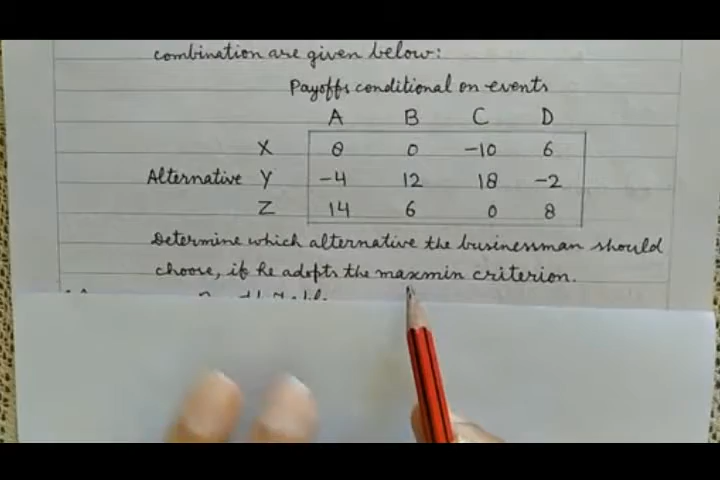 combination are given below:
Payoffs conditional on events
A B C D
X 8 0 -10 6
Alternative Y -4 12 18 -2
Z 14 6 0 8
Determine which alternative the businessman should
choose, if he adopts the maxmin criterion.